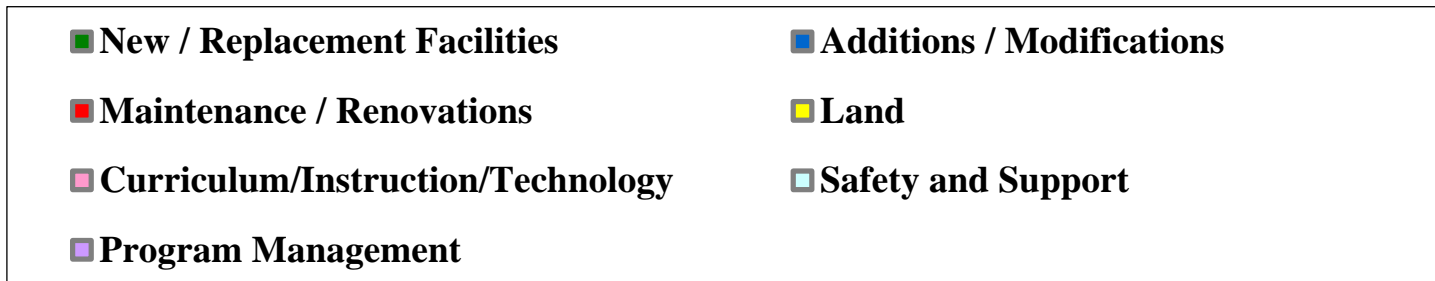 New / Replacement Facilities
Additions / Modifications
Maintenance / Renovations
Land
Curriculum/Instruction/Technology
Safety and Support
Program Management